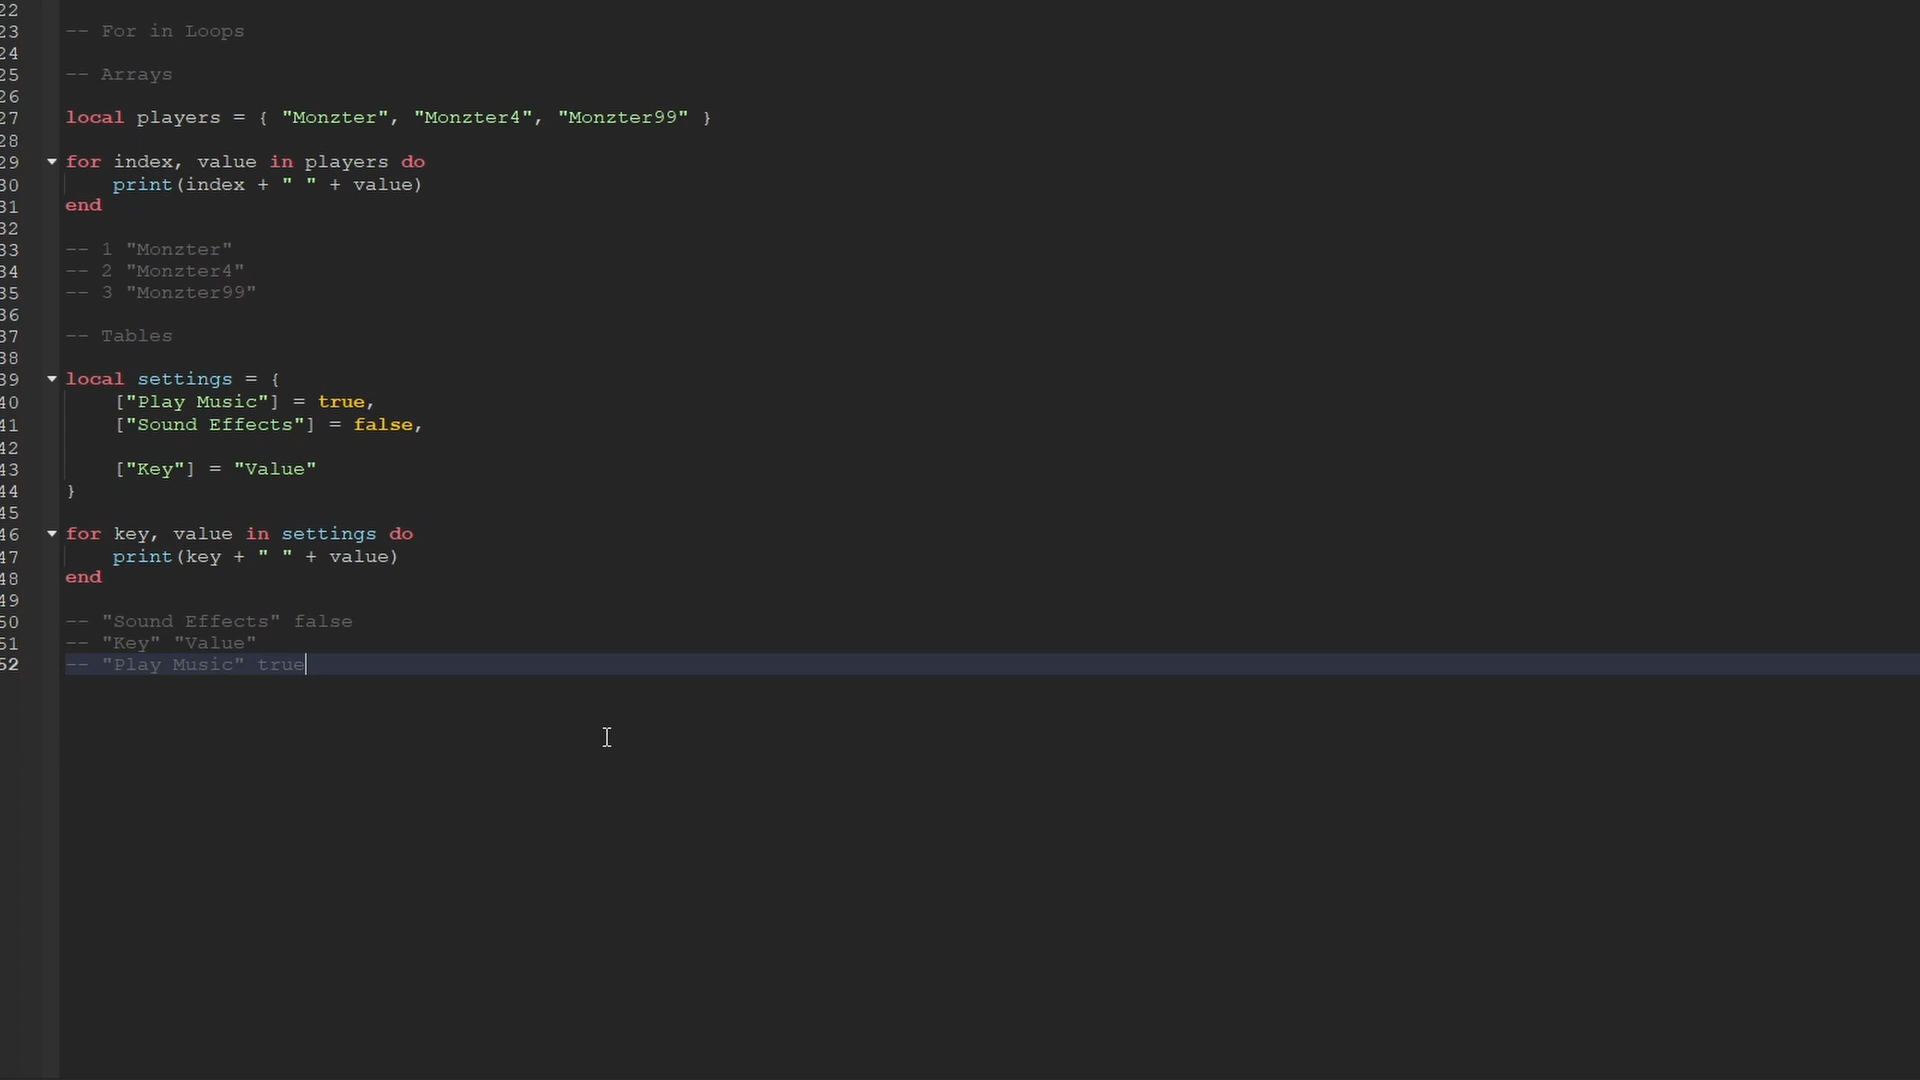 22
23 -- For in Loops
24
25 -- Arrays
26
27 local players = { "Monzter", "Monzter4", "Monzter99" }
28
29 for index, value in players do
30 print(index + " " + value)
31 end
32
33 -- 1 "Monzter"
34 -- 2 "Monzter4"
35 -- 3 "Monzter99"
36
37 -- Tables
38
39 local settings = {
40 ["Play Music"] = true,
41 ["Sound Effects"] = false,
42
43 ["Key"] = "Value"
44 }
45
46 for key, value in settings do
47 print(key + " " + value)
48 end
49
50 -- "Sound Effects" false
51 -- "Key" "Value"
52 -- "Play Music" true